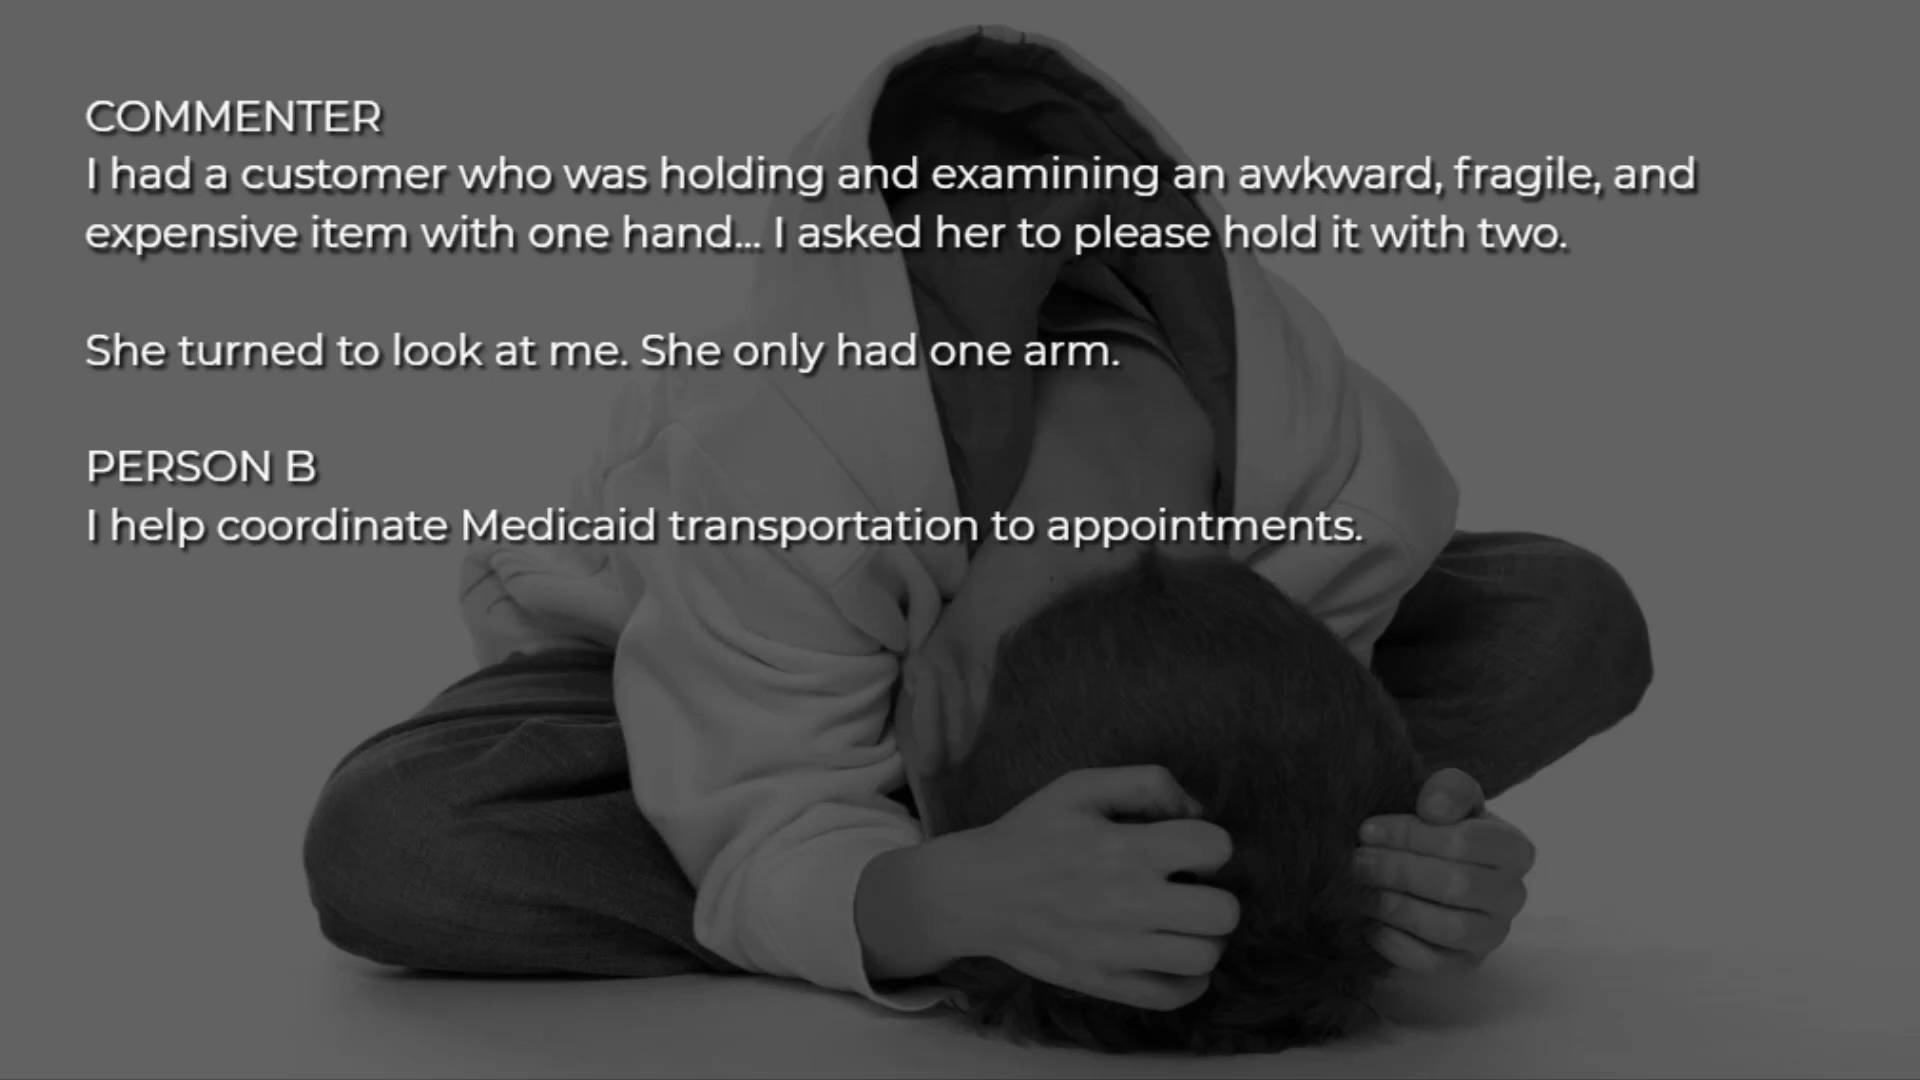 COMMENTER
I had a customer who was holding and examining an awkward, fragile, and
expensive item with one hand... I asked her to please hold it with two.
She turned to look at me. She only had one arm.
PERSON B
I help coordinate Medicaid transportation to appointments.